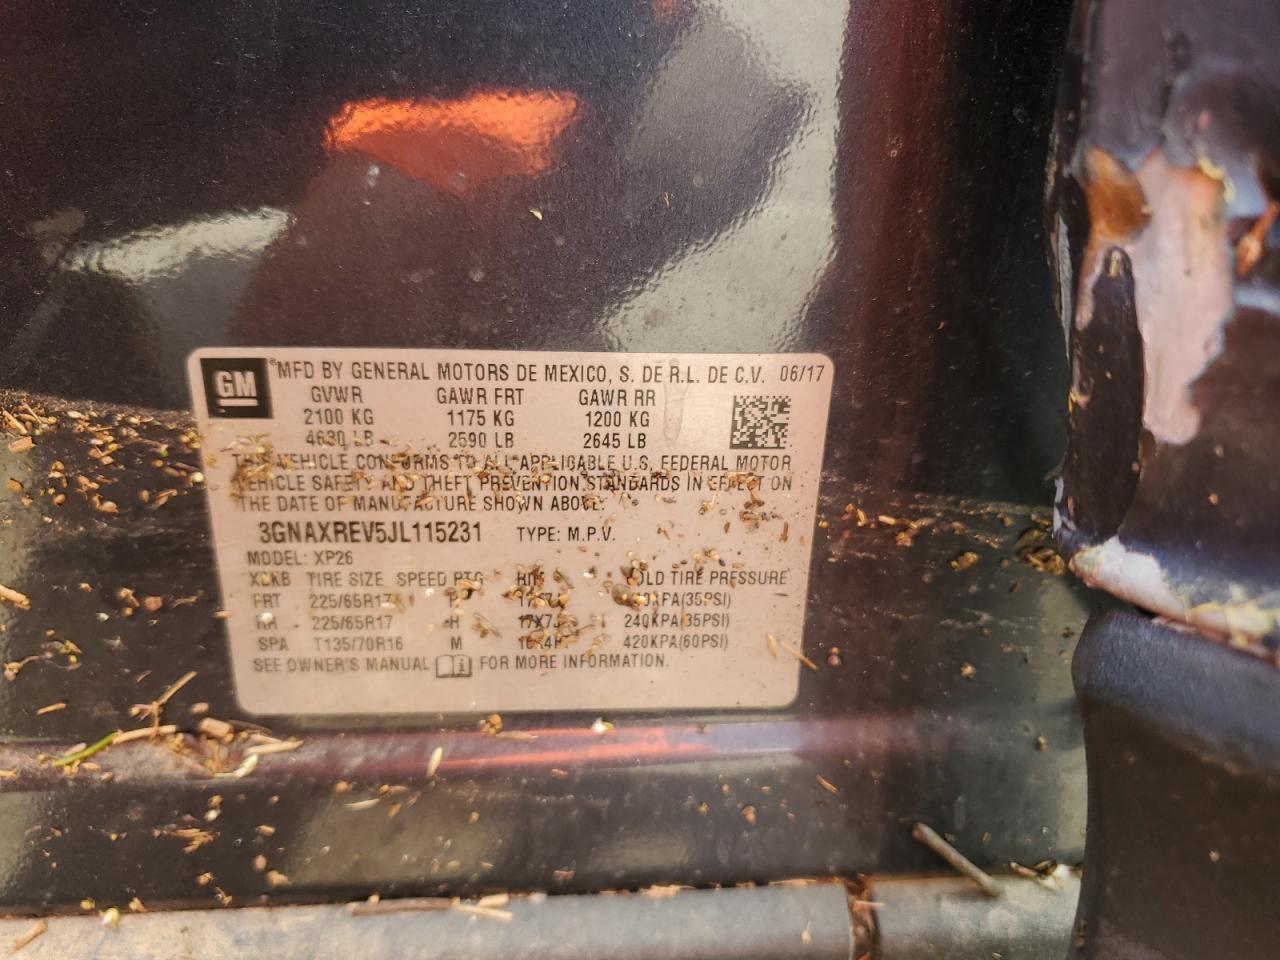 GM ®MFD BY GENERAL MOTORS DE MEXICO, S. DE R.L. DE C.V. 06/17
GVWR GAWR FRT GAWR RR
2100 KG 1175 KG 1200 KG
4630 LB 2590 LB 2645 LB
THIS VEHICLE CONFORMS TO ALL APPLICABLE U.S. FEDERAL MOTOR
VEHICLE SAFETY AND THEFT PREVENTION STANDARDS IN EFFECT ON
THE DATE OF MANUFACTURE SHOWN ABOVE.
3GNAXREV5JL115231 TYPE: M.P.V.
MODEL: XP26
TIRE SIZE SPEED RTG COLD TIRE PRESSURE
FRT 225/65R17 (35PSI)
RR 225/65R17 H 17X7J 240KPA(35PSI)
SPA T135/70R16 M 420KPA(60PSI)
SEE OWNER'S MANUAL FOR MORE INFORMATION.